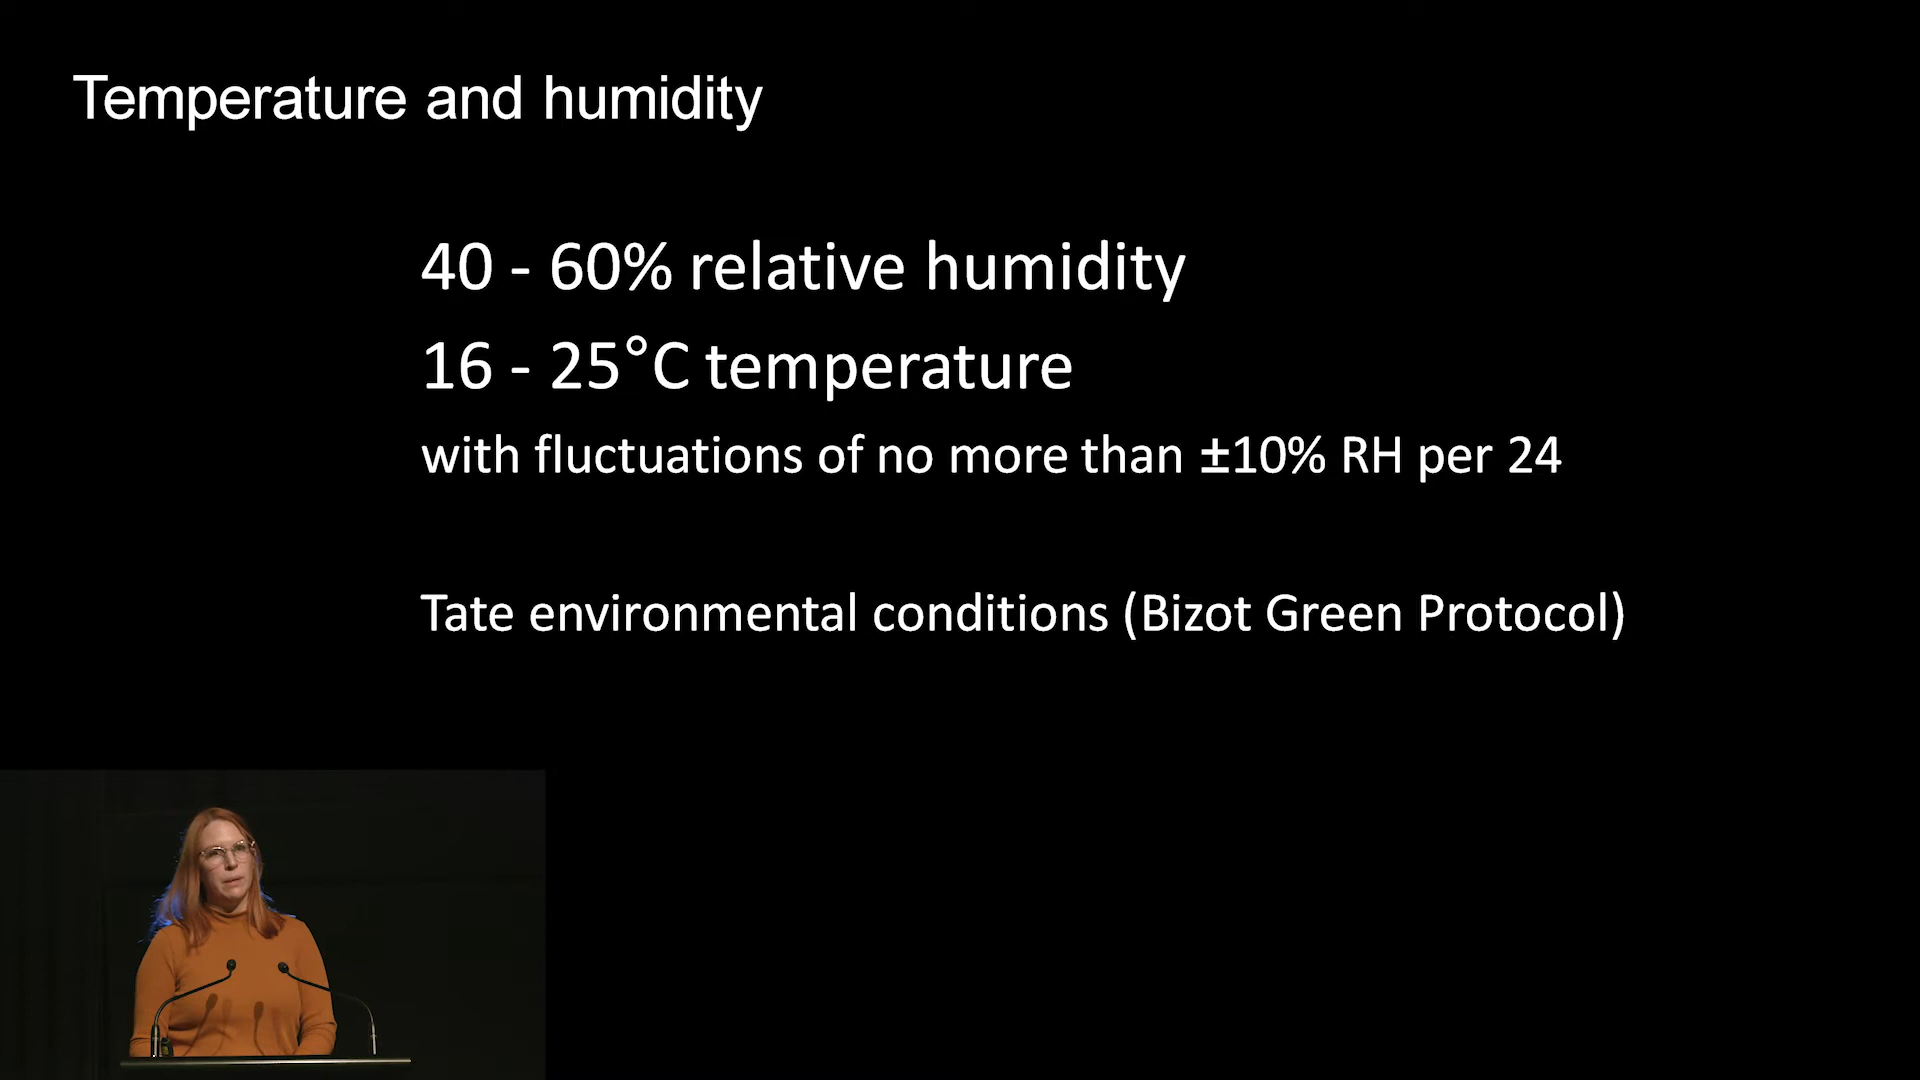 Temperature and humidity
40 - 60% relative humidity
16 - 25°C temperature
with fluctuations of no more than ±10% RH per 24
Tate environmental conditions (Bizot Green Protocol)